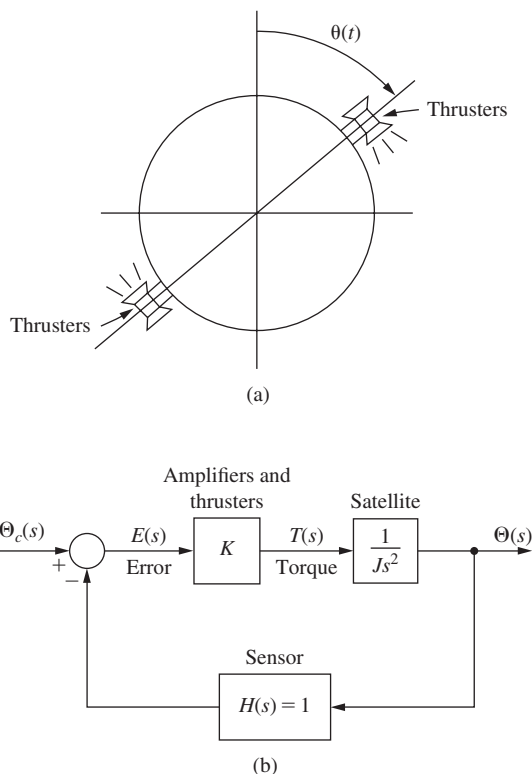 θ(t)
Thrusters
Thrusters
(a)
Amplifiers and
thrusters
Satellite
Θc(s)
E(s)
T(s)
Θ(s)
+
−
Error
K
Torque
1
Js²
Sensor
H(s) = 1
(b)